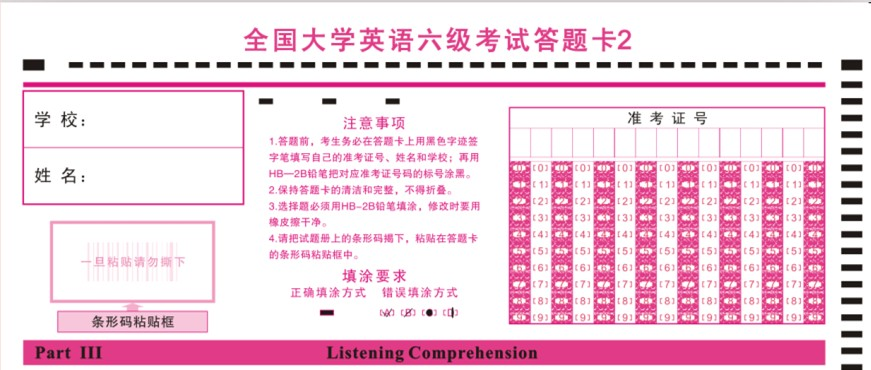 全国大学英语六级考试答题卡2
学 校：
姓 名：
一旦粘贴请勿撕下
条形码粘贴框
注意事项
1.答题前，考生务必在答题卡上用黑色字迹签
字笔填写自己的准考证号、姓名和学校；再用
HB—2B铅笔把对应准考证号码的标号涂黑。
2.保持答题卡的清洁和完整，不得折叠。
3.选择题必须用HB-2B铅笔填涂，修改时要用
橡皮擦干净。
4.请把试题册上的条形码揭下，粘贴在答题卡
的条形码粘贴框中。
填涂要求
正确填涂方式 错误填涂方式
准 考 证 号
[0] [0] [0] [0] [0] [0] [0] [0] [0] [0] [0] [0] [0] [0] [0]
[1] [1] [1] [1] [1] [1] [1] [1] [1] [1] [1] [1] [1] [1] [1]
[2] [2] [2] [2] [2] [2] [2] [2] [2] [2] [2] [2] [2] [2] [2]
[3] [3] [3] [3] [3] [3] [3] [3] [3] [3] [3] [3] [3] [3] [3]
[4] [4] [4] [4] [4] [4] [4] [4] [4] [4] [4] [4] [4] [4] [4]
[5] [5] [5] [5] [5] [5] [5] [5] [5] [5] [5] [5] [5] [5] [5]
[6] [6] [6] [6] [6] [6] [6] [6] [6] [6] [6] [6] [6] [6] [6]
[7] [7] [7] [7] [7] [7] [7] [7] [7] [7] [7] [7] [7] [7] [7]
[8] [8] [8] [8] [8] [8] [8] [8] [8] [8] [8] [8] [8] [8] [8]
[9] [9] [9] [9] [9] [9] [9] [9] [9] [9] [9] [9] [9] [9] [9]
Part III Listening Comprehension